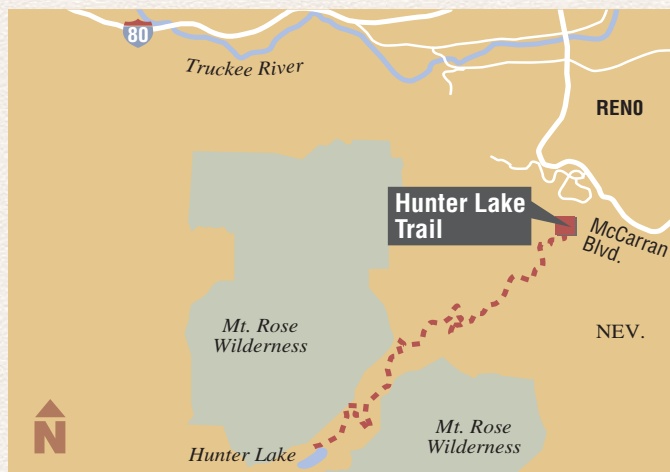 80
Truckee River
RENO
Hunter Lake
Trail
McCarran
Blvd.
Mt. Rose
Wilderness
NEV.
Mt. Rose
Wilderness
N
Hunter Lake